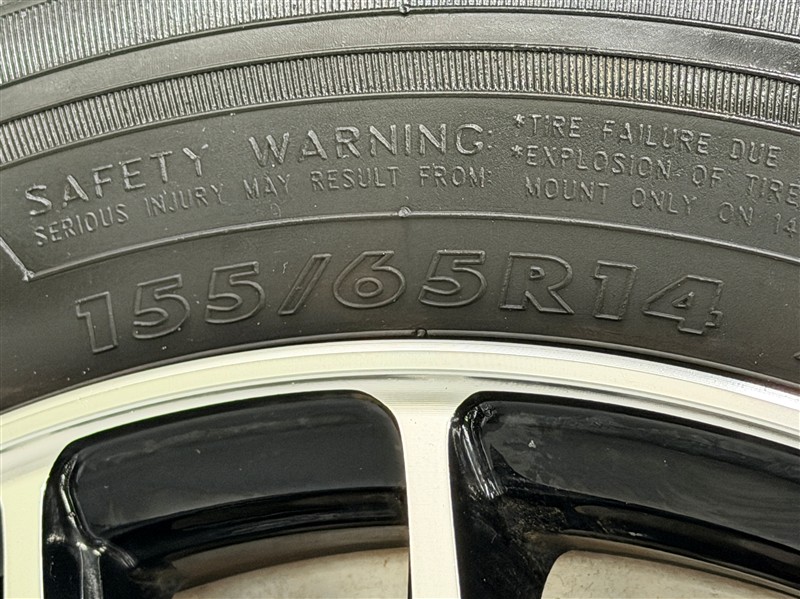 SAFETY WARNING:
SERIOUS INJURY MAY RESULT FROM:
*TIRE FAILURE DUE
*EXPLOSION OF TIRE
MOUNT ONLY ON 14
155/65R14